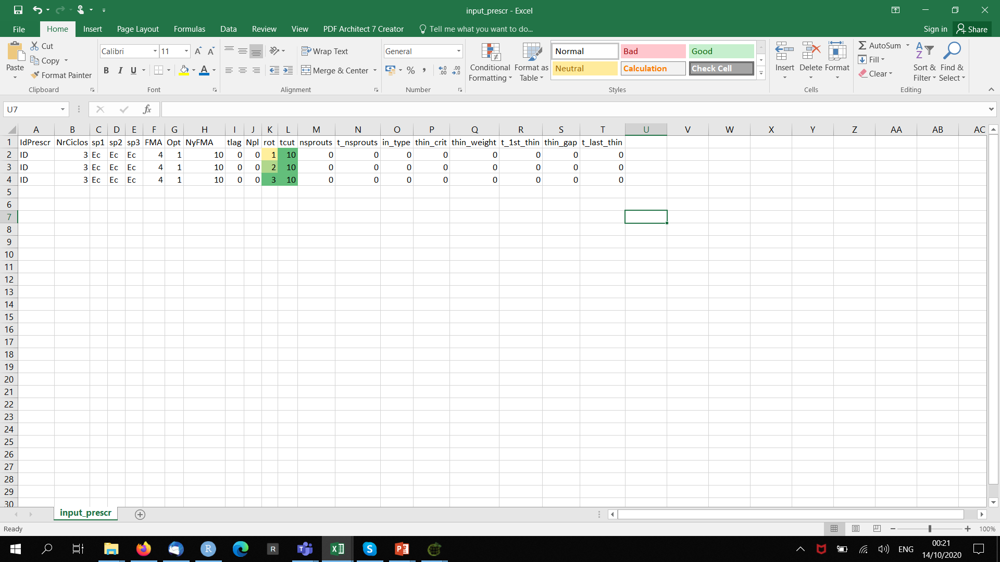 input_prescr - Excel
File Home Insert Page Layout Formulas Data Review View PDF Architect 7 Creator Tell me what you want to do... Sign in Share
Paste Cut Copy Format Painter Clipboard
Calibri 11 A A B I U A Font
Wrap Text Merge & Center Alignment
General % , Number
Conditional Formatting Format as Table
Normal Bad Good
Neutral Calculation Check Cell
Styles
Insert Delete Format Cells
AutoSum Fill Clear Sort & Filter Find & Select Editing
U7 fx
A B C D E F G H I J K L M N O P Q R S T U V W X Y Z AA AB AC
1 IdPrescr NrCiclos sp1 sp2 sp3 FMA Opt NyFMA tlag Npl rot tcut nsprouts t_nsprouts in_type thin_crit thin_weight t_1st_thin thin_gap t_last_thin
2 ID 3 Ec Ec Ec 4 1 10 0 0 1 10 0 0 0 0 0 0 0 0
3 ID 3 Ec Ec Ec 4 1 10 0 0 2 10 0 0 0 0 0 0 0 0
4 ID 3 Ec Ec Ec 4 1 10 0 0 3 10 0 0 0 0 0 0 0 0
5
6
7
8
9
10
11
12
13
14
15
16
17
18
19
20
21
22
23
24
25
26
27
28
29
30
input_prescr
Ready 100%
R R ENG 00:21
14/10/2020